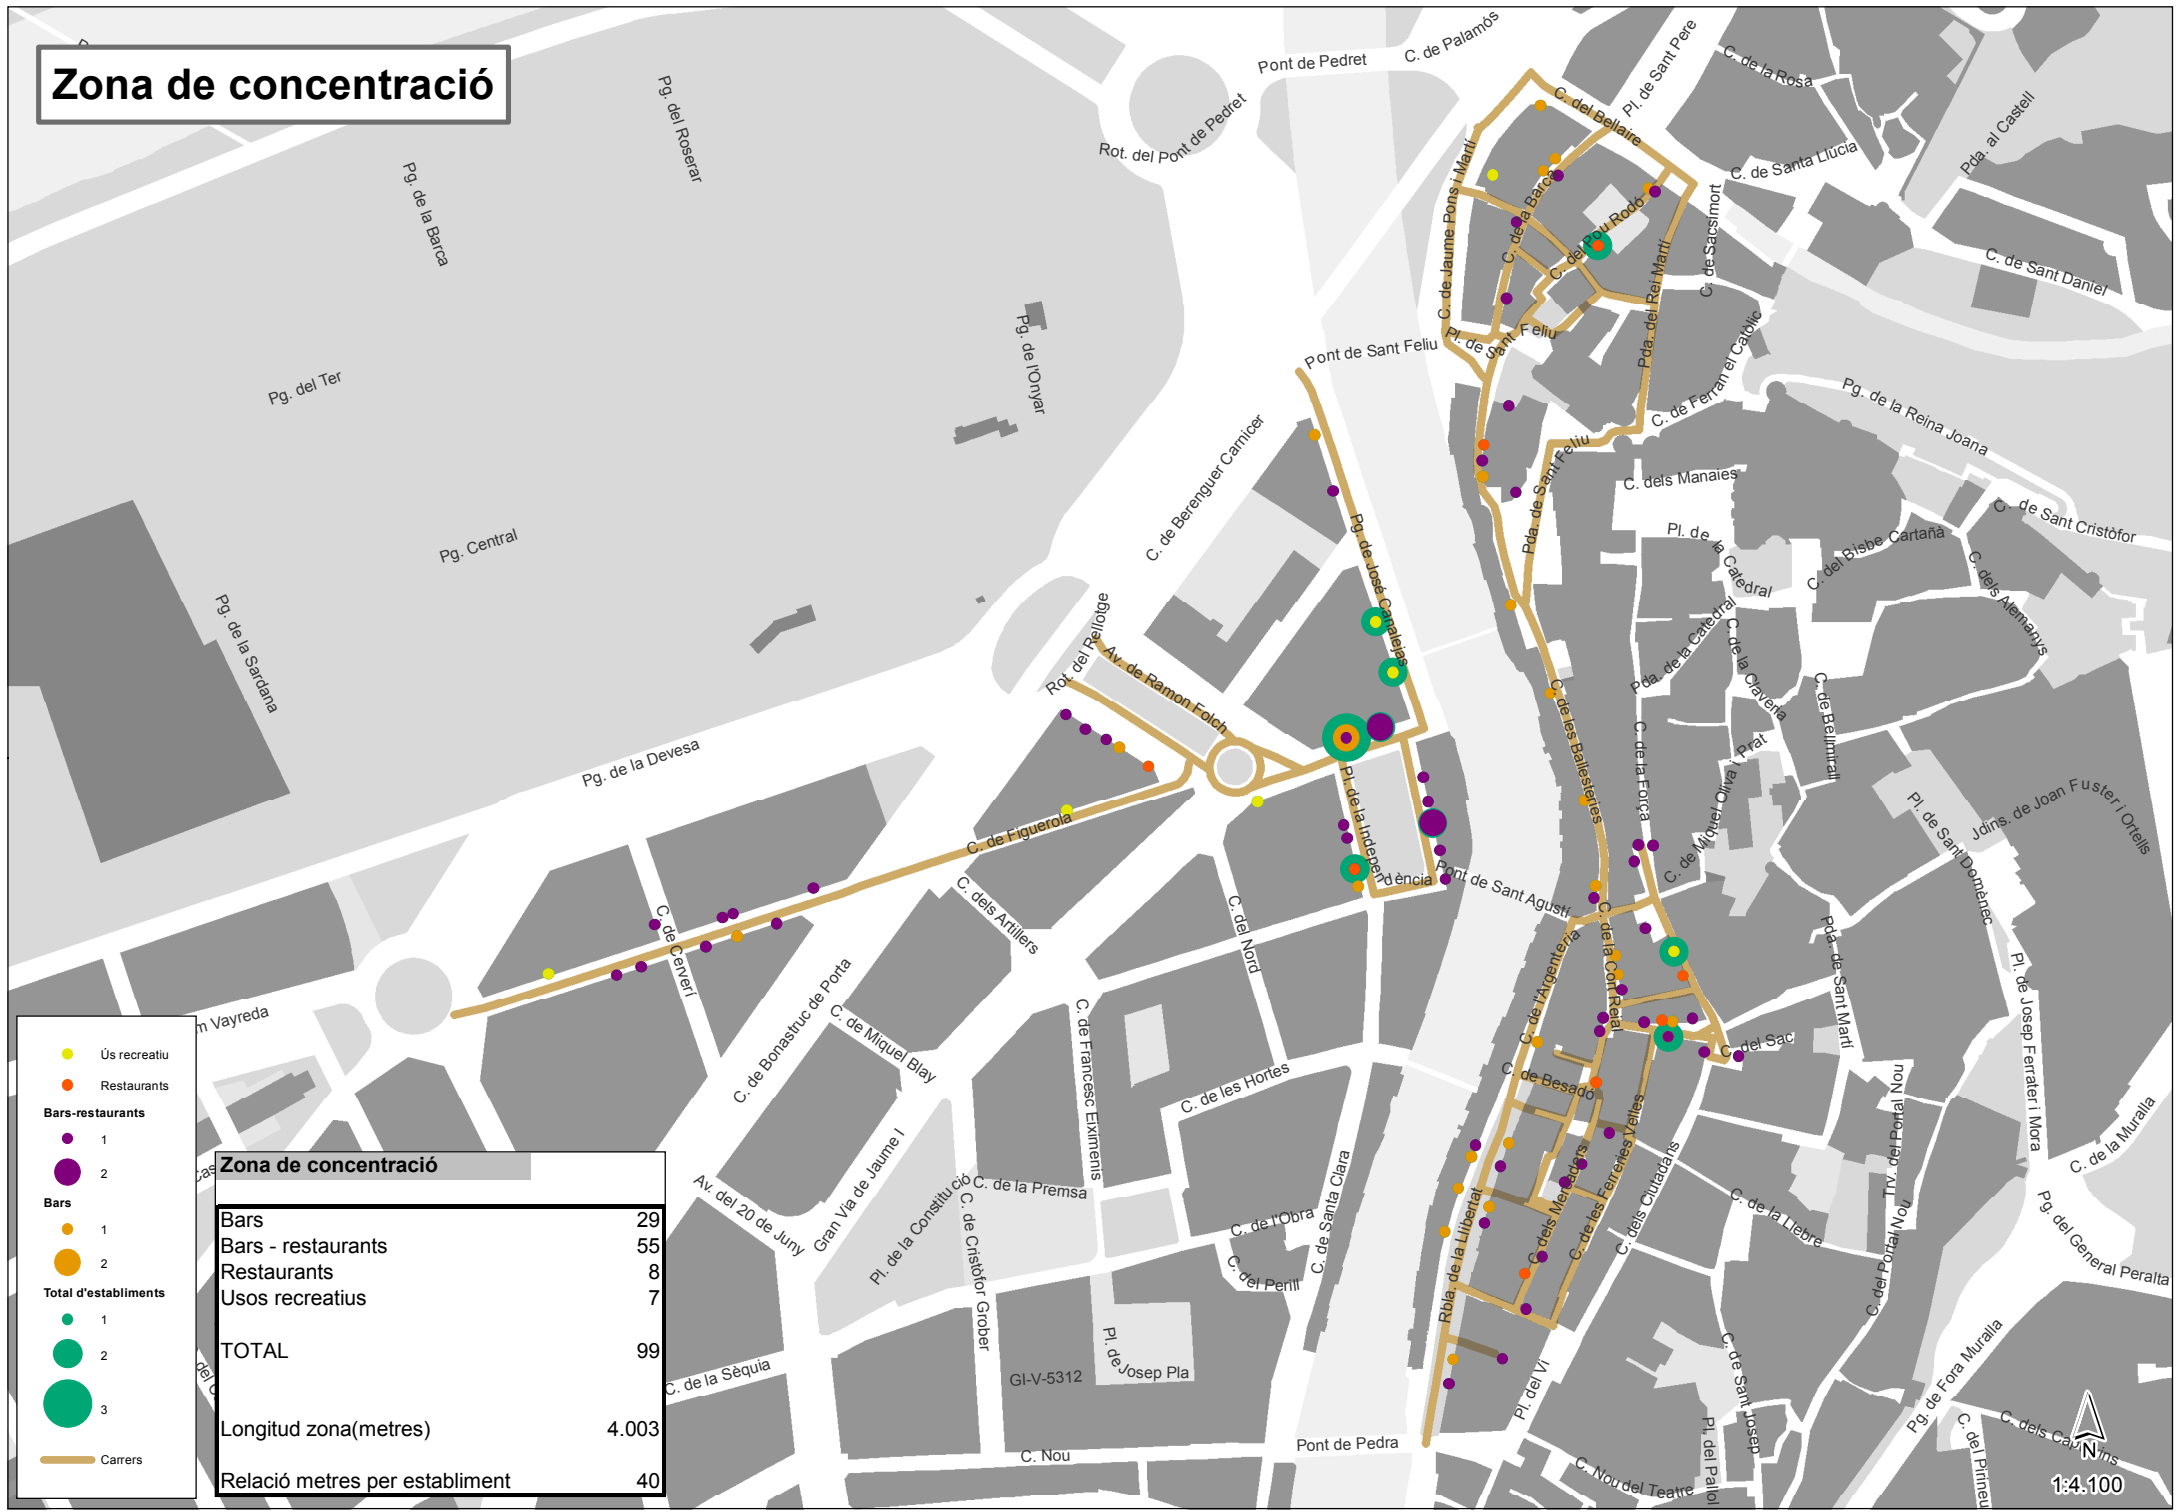 Zona de concentració
Pg. del Roserar
Pg. de la Barca
Pg. del Ter
Pg. Central
Pg. de la Sardana
Pg. de l'Onyar
Pg. de la Devesa
Rot. del Pont de Pedret
Pont de Pedret
C. de Palamós
C. del Bellaire
Pl. de Sant Pere
C. de la Rosa
C. de Santa Llúcia
Pda. al Castell
C. de Jaume Pons i Martí
C. de la Barca
C. del Pou Rodó
Pda. del Rei Martí
C. de Sacsimort
C. de Sant Daniel
Pl. de Sant Feliu
Pont de Sant Feliu
C. de Ferran el Catòlic
Pg. de la Reina Joana
C. de Berenguer Carnicer
Pg. de José Canalejas
Pda. de Sant Feliu
C. dels Manaies
Pl. de la Catedral
C. del Bisbe Cartañà
C. de Sant Cristòfor
C. dels Alemanys
Rot. del Rellotge
Av. de Ramon Folch
Pda. de la Catedral
C. de la Claveria
C. de Bellmirall
C. de les Ballesteries
C. de la Força
C. de Miquel Oliva i Prat
Pl. de Sant Domènec
Jdins. de Joan Fuster i Ortells
C. de Figuerola
Pl. de la Independència
Pont de Sant Agustí
C. de Cerverí
C. dels Artillers
C. del Nord
C. de l'Argenteria
C. de la Cort Reial
Pda. de Sant Martí
Pl. de Josep Ferrater i Mora
m Vayreda
C. de Bonastruc de Porta
C. de Miquel Blay
C. de Francesc Eiximenis
C. de les Hortes
C. de Besadó
C. del Sac
Trv. del Portal Nou
C. de la Muralla
Av. del 20 de Juny
Gran Via de Jaume I
Pl. de la Constitució
C. de la Premsa
C. de Cristòfor Grober
C. de l'Obra
C. del Perill
C. de Santa Clara
Rbla. de la Llibertat
C. dels Mercaders
C. de les Ferreries Velles
C. dels Ciutadans
C. de la Llebre
C. del Portal Nou
Pg. del General Peralta
C. de la Sèquia
GI-V-5312
Pl. de Josep Pla
C. Nou
Pont de Pedra
Pl. del Vi
C. Nou del Teatre
Pl. del Pallol
C. de Sant Josep
Pg. de Fora Muralla
C. del Pirineu
N
1:4.100
Ús recreatiu
Restaurants
Bars-restaurants
1
2
Bars
1
2
Total d'establiments
1
2
3
Carrers
Zona de concentració
Bars 29
Bars - restaurants 55
Restaurants 8
Usos recreatius 7
TOTAL 99
Longitud zona(metres) 4.003
Relació metres per establiment 40